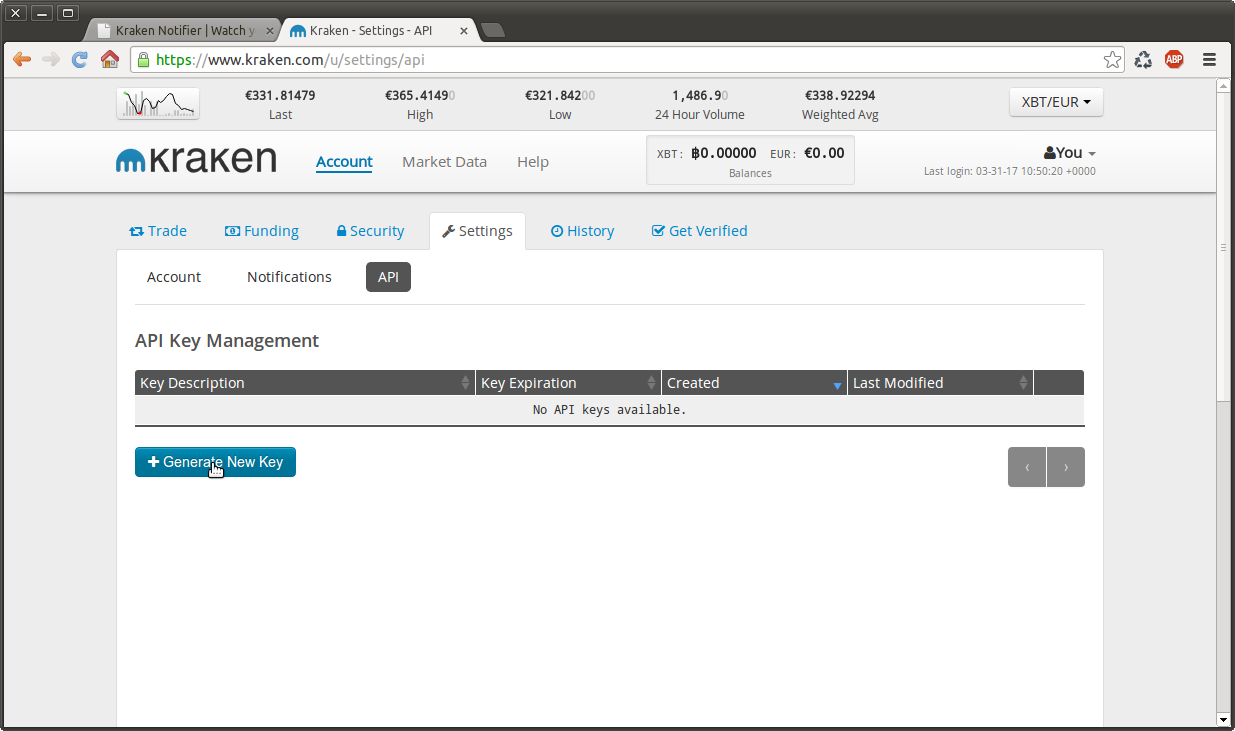 Kraken Notifier | Watch y
Kraken - Settings - API
https://www.kraken.com/u/settings/api
ABP
€331.81479 €365.41490 €321.84200 1,486.90 €338.92294
Last High Low 24 Hour Volume Weighted Avg
XBT/EUR
kraken
Account Market Data Help
XBT: ฿0.00000 EUR: €0.00
Balances
You
Last login: 03-31-17 10:50:20 +0000
Trade Funding Security Settings History Get Verified
Account Notifications API
API Key Management
Key Description Key Expiration Created Last Modified
No API keys available.
+ Generate New Key
‹ ›